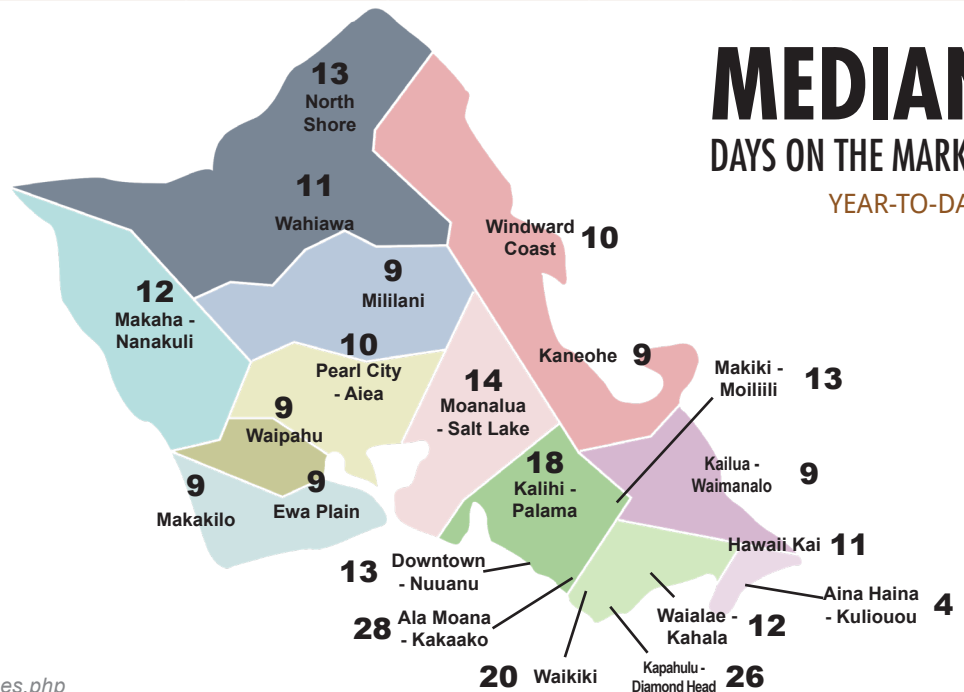 MEDIAN
DAYS ON THE MARK
YEAR-TO-DA
13
North
Shore
11
Wahiawa
Windward
Coast
10
9
Mililani
12
Makaha -
Nanakuli
10
Pearl City
- Aiea
Kaneohe 9
14
Moanalua
- Salt Lake
Makiki -
Moiliili
13
9
Waipahu
18
Kalihi -
Palama
Kailua -
Waimanalo
9
9
Makakilo
9
Ewa Plain
Hawaii Kai 11
13
Downtown
- Nuuanu
Aina Haina
- Kuliouou
4
28
Ala Moana
- Kakaako
Waialae -
Kahala
12
20 Waikiki
Kapahulu -
Diamond Head
26
es.php